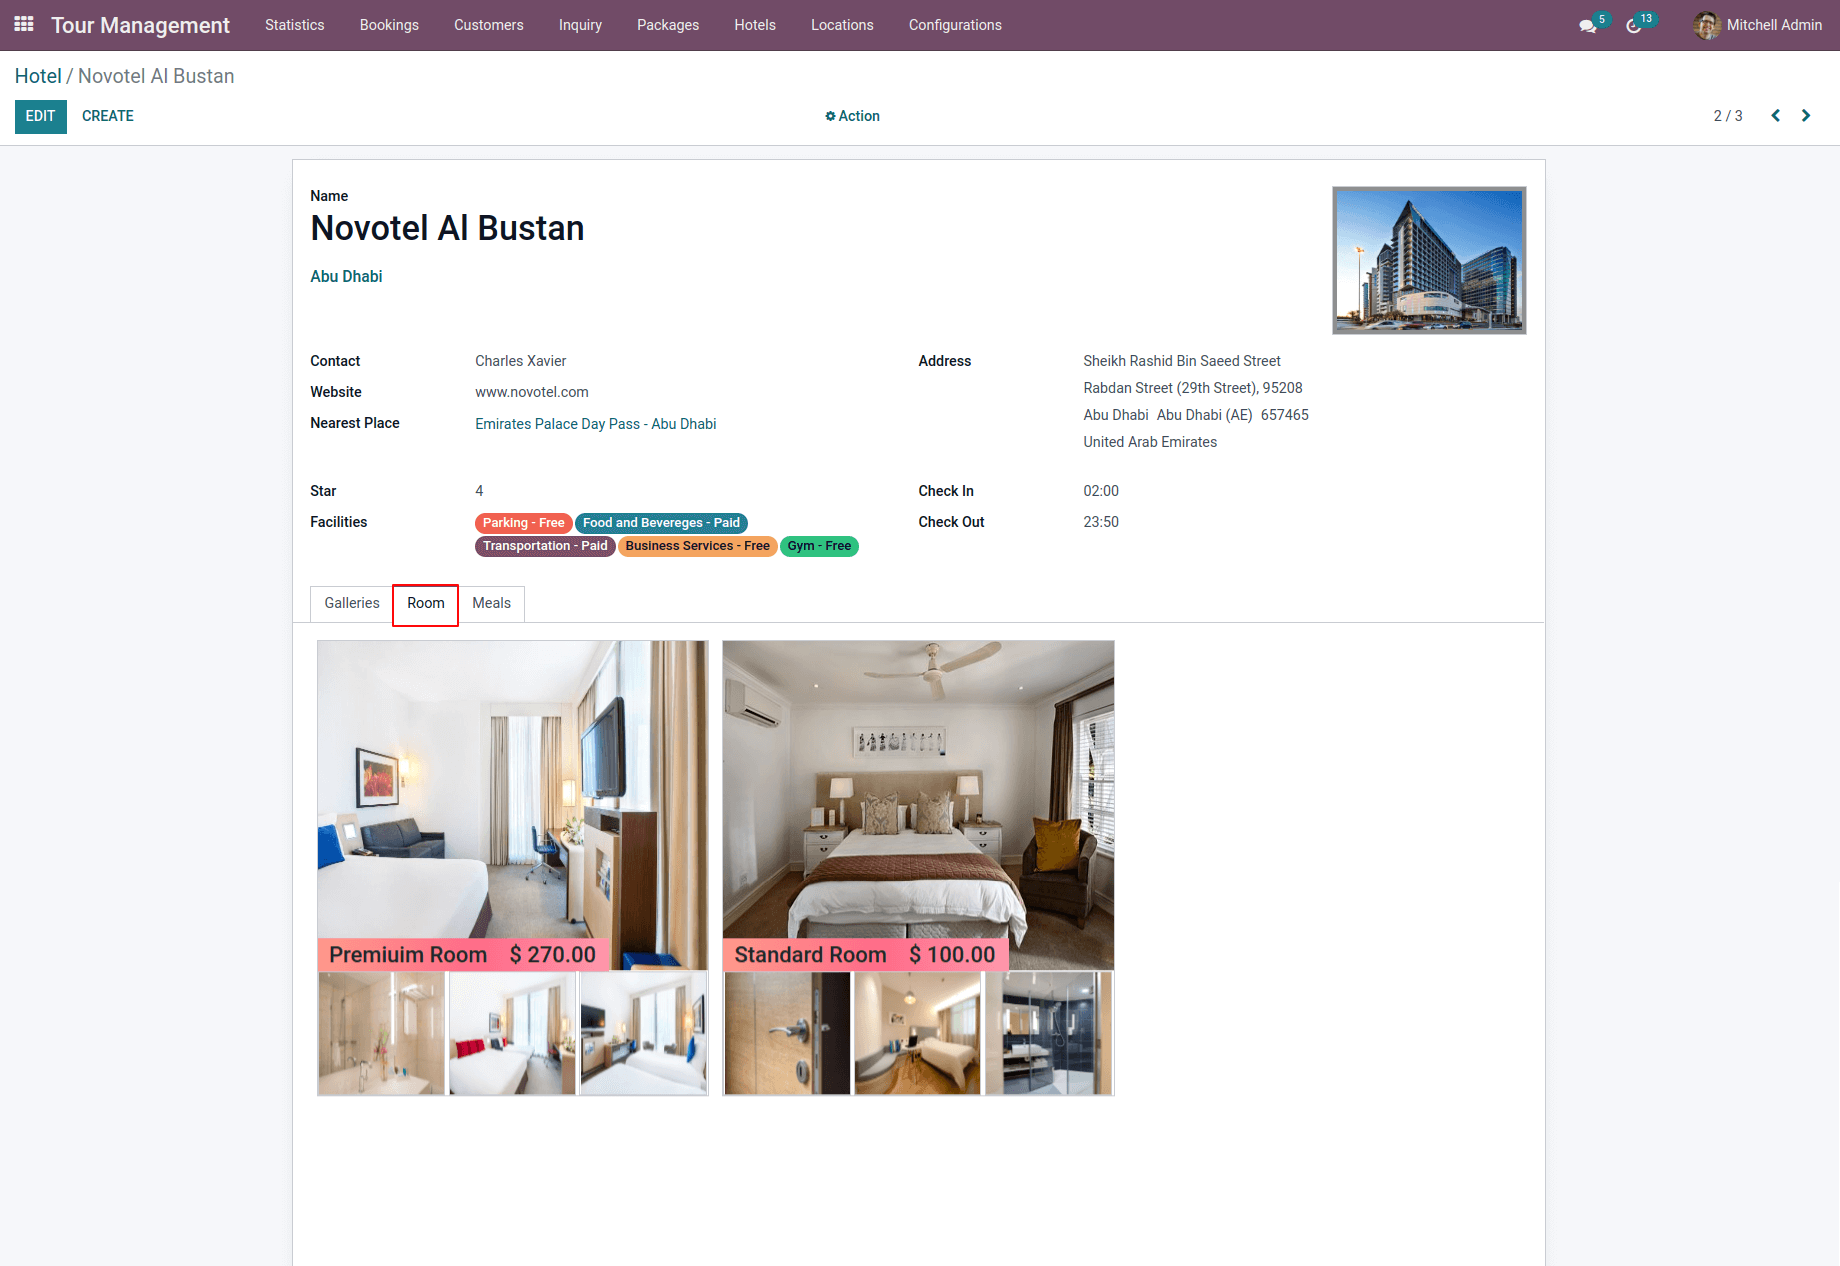 Tour Management Statistics Bookings Customers Inquiry Packages Hotels Locations Configurations 5 13 Mitchell Admin
Hotel / Novotel Al Bustan
EDIT CREATE Action 2 / 3
Name
Novotel Al Bustan
Abu Dhabi
Contact Charles Xavier Address Sheikh Rashid Bin Saeed Street
Website www.novotel.com Rabdan Street (29th Street), 95208
Nearest Place Emirates Palace Day Pass - Abu Dhabi Abu Dhabi Abu Dhabi (AE) 657465
United Arab Emirates
Star 4 Check In 02:00
Facilities Parking - Free Food and Bevereges - Paid Check Out 23:50
Transportation - Paid Business Services - Free Gym - Free
Galleries Room Meals
Premiuim Room $ 270.00 Standard Room $ 100.00